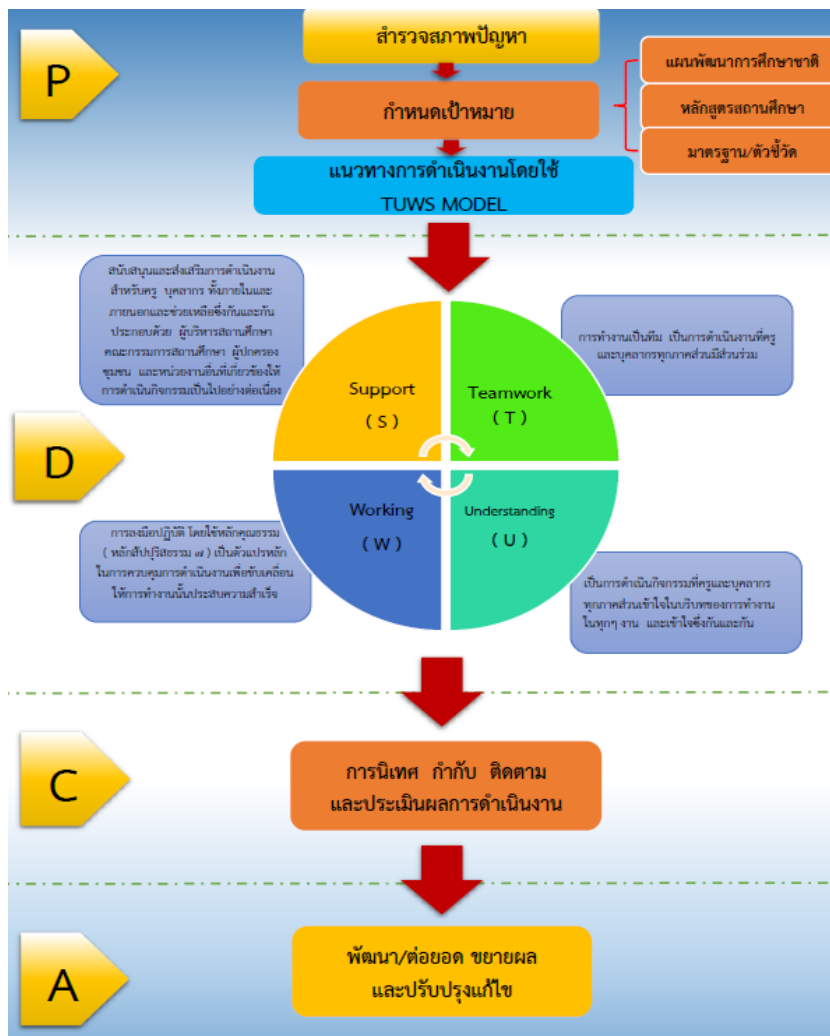 P
สำรวจสภาพปัญหา
กำหนดเป้าหมาย
แผนพัฒนาการศึกษาชาติ
หลักสูตรสถานศึกษา
มาตรฐาน/ตัวชี้วัด
แนวทางการดำเนินงานโดยใช้
TUWS MODEL
D
สนับสนุนและส่งเสริมการดำเนินงาน
สำหรับครู บุคลากร ทั้งภายในและ
ภายนอกและช่วยเหลือซึ่งกันและกัน
ประกอบด้วย ผู้บริหารสถานศึกษา
คณะกรรมการสถานศึกษา ผู้ปกครอง
ชุมชน และหน่วยงานอื่นที่เกี่ยวข้องให้
การดำเนินกิจกรรมเป็นไปอย่างต่อเนื่อง
Support
( S )
Teamwork
( T )
การทำงานเป็นทีม เป็นการดำเนินงานที่ครู
และบุคลากรทุกภาคส่วนมีส่วนร่วม
การลงมือปฏิบัติ โดยใช้หลักคุณธรรม
( หลักสัปปุริสธรรม ๗ ) เป็นตัวแปรหลัก
ในการควบคุมการดำเนินงานเพื่อขับเคลื่อน
ให้การทำงานนั้นประสบความสำเร็จ
Working
( W )
Understanding
( U )
เป็นการดำเนินกิจกรรมที่ครูและบุคลากร
ทุกภาคส่วนเข้าใจในบริบทของการทำงาน
ในทุกๆ งาน และเข้าใจซึ่งกันและกัน
C
การนิเทศ กำกับ ติดตาม
และประเมินผลการดำเนินงาน
A
พัฒนา/ต่อยอด ขยายผล
และปรับปรุงแก้ไข